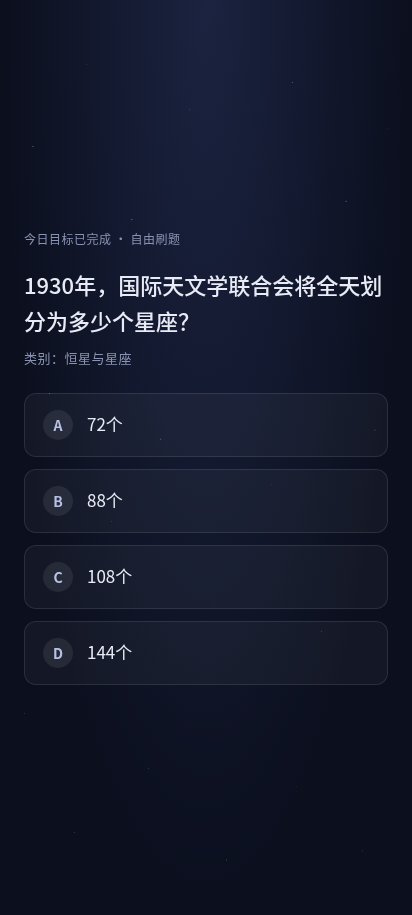 今日目标已完成 · 自由刷题
1930年，国际天文学联合会将全天划
分为多少个星座？
类别：恒星与星座
A 72个
B 88个
C 108个
D 144个